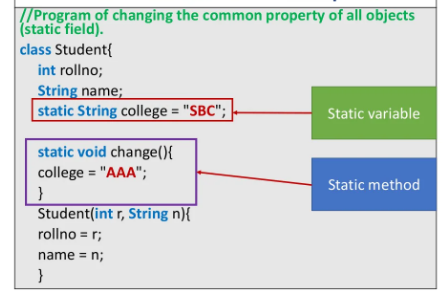 //Program of changing the common property of all objects
(static field).
class Student{
int rollno;
String name;
static String college = "SBC";
Static variable
static void change(){
college = "AAA";
}
Static method
Student(int r, String n){
rollno = r;
name = n;
}